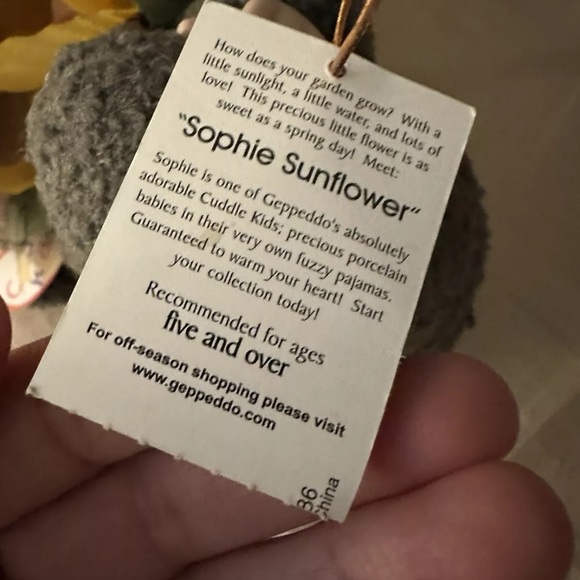 How does your garden grow? With a
little sunlight, a little water, and lots of
love! This precious little flower is as
sweet as a spring day! Meet:
"Sophie Sunflower"
Sophie is one of Geppeddo's absolutely
adorable Cuddle Kids; precious porcelain
babies in their very own fuzzy pajamas.
Guaranteed to warm your heart! Start
your collection today!
Recommended for ages
five and over
For off-season shopping please visit
www.geppeddo.com